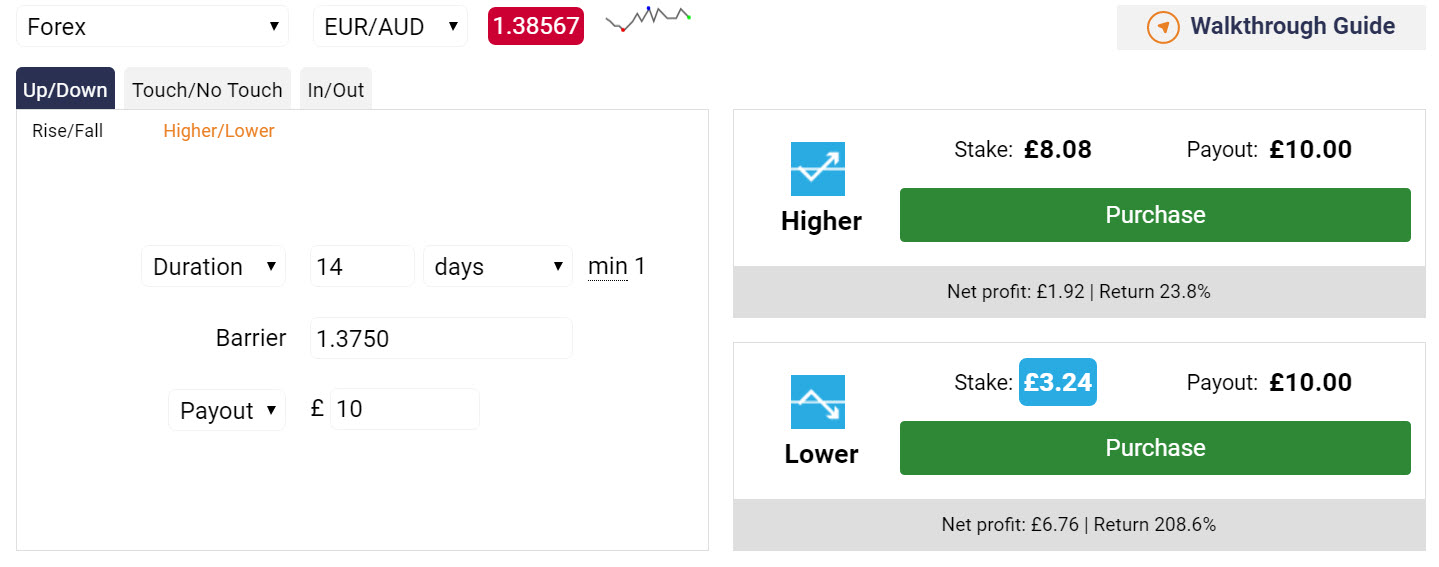 Forex EUR/AUD 1.38567 Walkthrough Guide
Up/Down Touch/No Touch In/Out
Rise/Fall Higher/Lower
Duration 14 days min 1
Barrier 1.3750
Payout £ 10
Stake: £8.08 Payout: £10.00
Higher Purchase
Net profit: £1.92 | Return 23.8%
Stake: £3.24 Payout: £10.00
Lower Purchase
Net profit: £6.76 | Return 208.6%